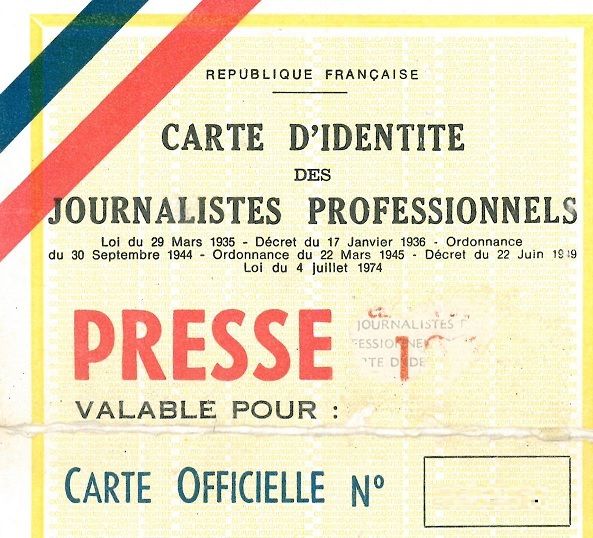 REPUBLIQUE FRANÇAISE
CARTE D'IDENTITE
DES
JOURNALISTES PROFESSIONNELS
Loi du 29 Mars 1935 - Décret du 17 Janvier 1936 - Ordonnance
du 30 Septembre 1944 - Ordonnance du 22 Mars 1945 - Décret du 22 Juin 1949
Loi du 4 Juillet 1974
PRESSE
JOURNALISTES
VALABLE POUR :
CARTE OFFICIELLE Nº